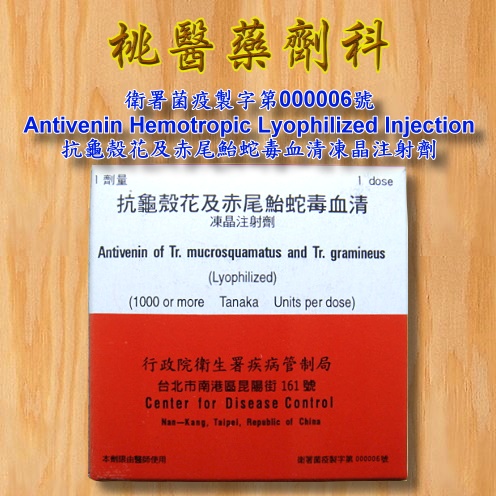 桃醫藥劑科
衛署菌疫製字第000006號
Antivenin Hemotropic Lyophilized Injection
抗龜殼花及赤尾鮐蛇毒血清凍晶注射劑
1 劑量 1 dose
抗龜殼花及赤尾鮐蛇毒血清
凍晶注射劑
Antivenin of Tr. mucrosquamatus and Tr. gramineus
(Lyophilized)
(1000 or more Tanaka Units per dose)
行政院衛生署疾病管制局
台北市南港區昆陽街 161 號
Center for Disease Control
Nan-Kang, Taipei, Republic of China
本劑須由醫師使用 衛署菌疫製字第 000006號